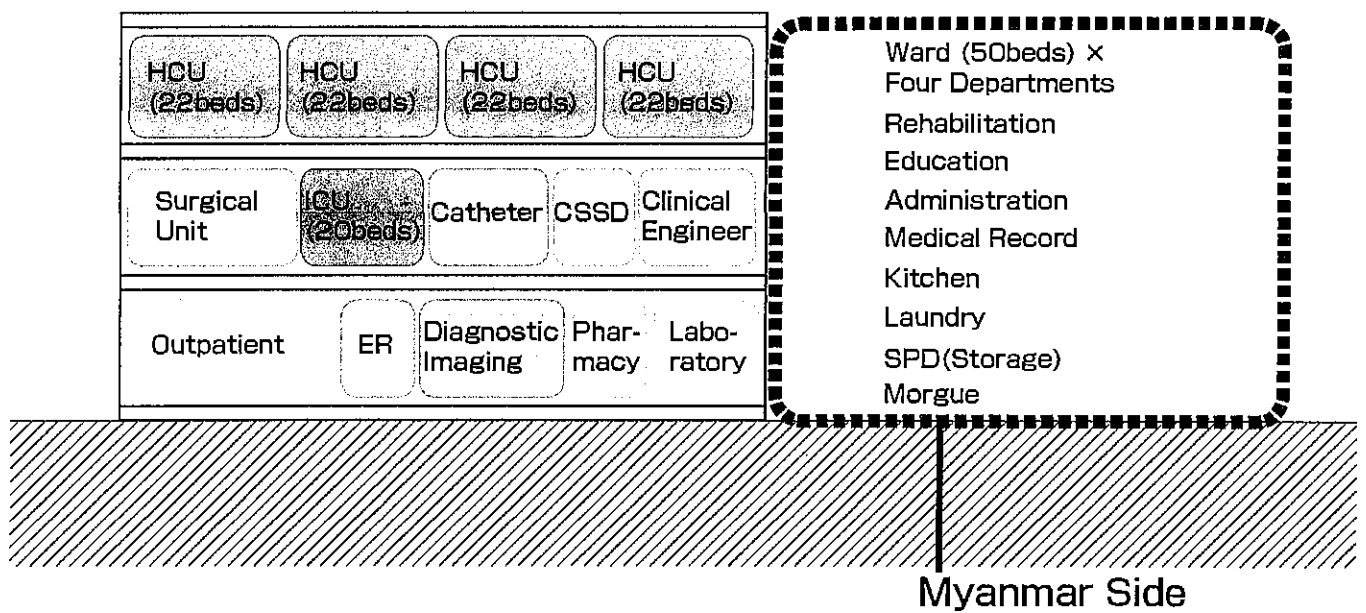 HCU
(22beds)
HCU
(22beds)
HCU
(22beds)
HCU
(22beds)
Surgical
Unit
ICU
(20beds)
Catheter
CSSD
Clinical
Engineer
Outpatient
ER
Diagnostic
Imaging
Phar-
macy
Labo-
ratory
Ward (50beds) ×
Four Departments
Rehabilitation
Education
Administration
Medical Record
Kitchen
Laundry
SPD(Storage)
Morgue
Myanmar Side